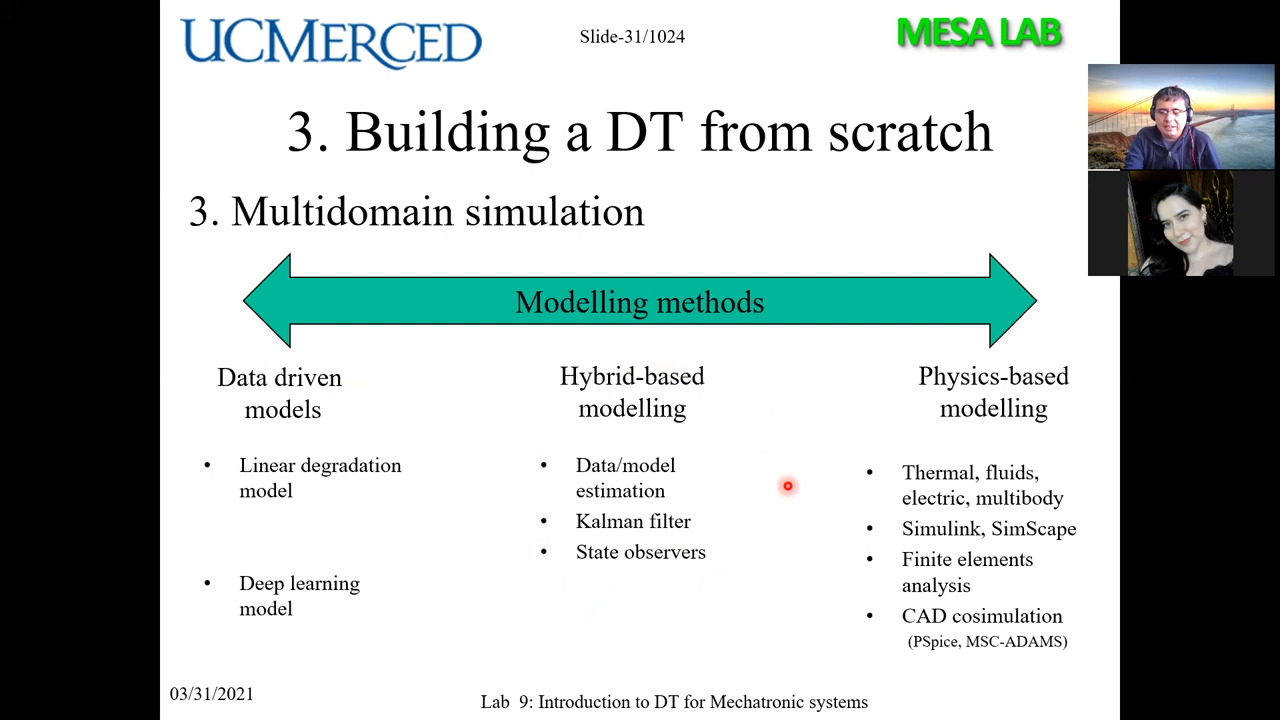 UCMERCED
Slide-31/1024
MESA LAB
3. Building a DT from scratch
3. Multidomain simulation
Modelling methods
Data driven
models
• Linear degradation
model
• Deep learning
model
Hybrid-based
modelling
• Data/model
estimation
• Kalman filter
• State observers
Physics-based
modelling
• Thermal, fluids,
electric, multibody
• Simulink, SimScape
• Finite elements
analysis
• CAD cosimulation
(PSpice, MSC-ADAMS)
03/31/2021
Lab 9: Introduction to DT for Mechatronic systems